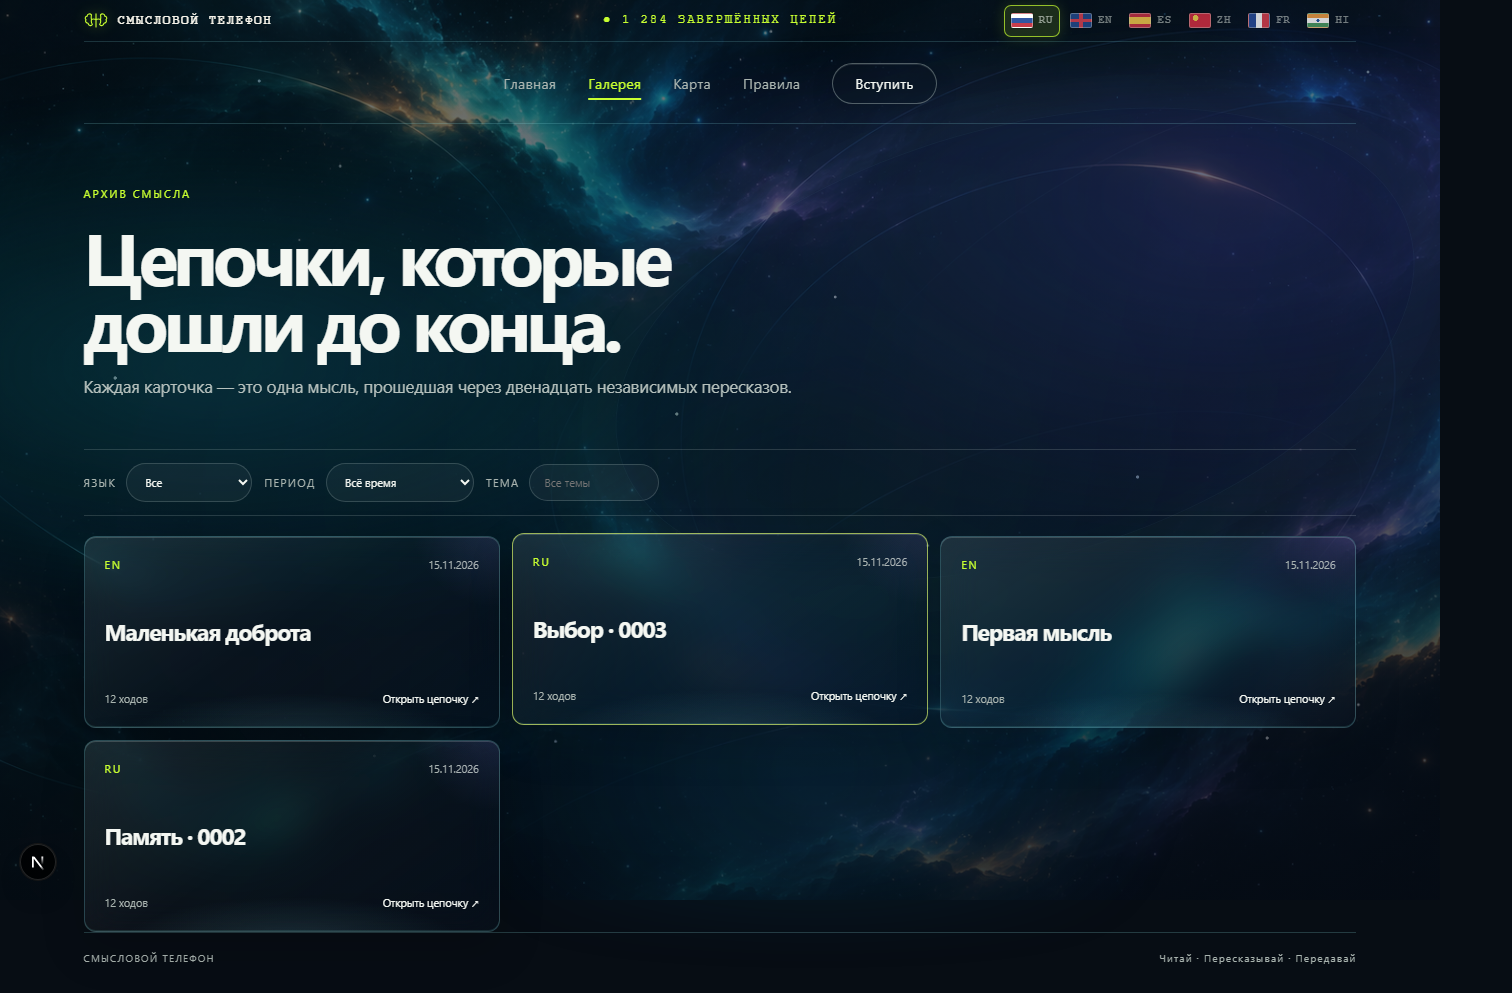 СМЫСЛОВОЙ ТЕЛЕФОН
1 284 ЗАВЕРШЁННЫХ ЦЕПЕЙ
RU
EN
ES
ZH
FR
HI
Главная
Галерея
Карта
Правила
Вступить
АРХИВ СМЫСЛА
Цепочки, которые
дошли до конца.
Каждая карточка — это одна мысль, прошедшая через двенадцать независимых пересказов.
ЯЗЫК
Все
ПЕРИОД
Всё время
ТЕМА
Все темы
EN
15.11.2026
Маленькая доброта
12 ходов
Открыть цепочку ↗
RU
15.11.2026
Выбор · 0003
12 ходов
Открыть цепочку ↗
EN
15.11.2026
Первая мысль
12 ходов
Открыть цепочку ↗
RU
15.11.2026
Память · 0002
12 ходов
Открыть цепочку ↗
N
СМЫСЛОВОЙ ТЕЛЕФОН
Читай · Пересказывай · Передавай